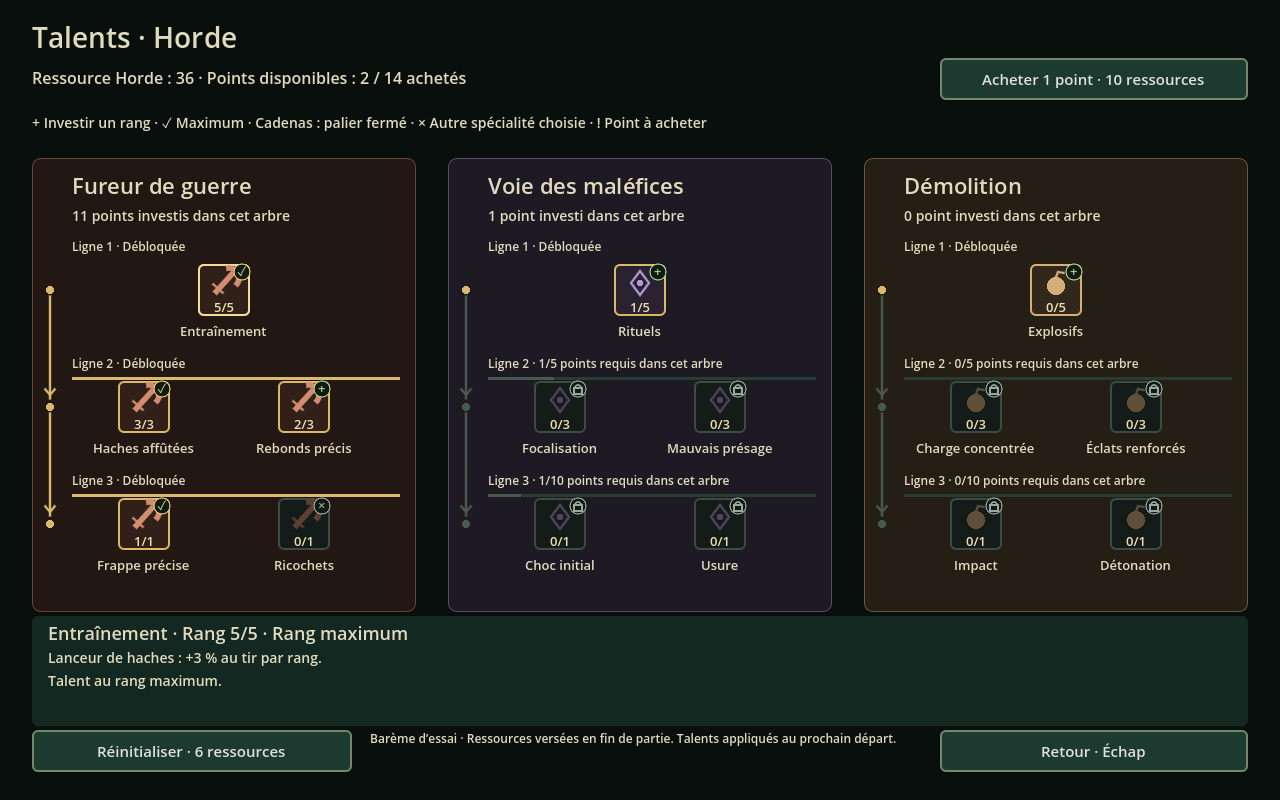 Talents · Horde
Ressource Horde : 36 · Points disponibles : 2 / 14 achetés
Acheter 1 point · 10 ressources
+ Investir un rang · ✓ Maximum · Cadenas : palier fermé · × Autre spécialité choisie · ! Point à acheter
Fureur de guerre
11 points investis dans cet arbre
Ligne 1 · Débloquée
✓
5/5
Entraînement
Ligne 2 · Débloquée
✓ +
3/3 2/3
Haches affûtées Rebonds précis
Ligne 3 · Débloquée
✓ ×
1/1 0/1
Frappe précise Ricochets
Voie des maléfices
1 point investi dans cet arbre
Ligne 1 · Débloquée
+
1/5
Rituels
Ligne 2 · 1/5 points requis dans cet arbre
0/3 0/3
Focalisation Mauvais présage
Ligne 3 · 1/10 points requis dans cet arbre
0/1 0/1
Choc initial Usure
Démolition
0 point investi dans cet arbre
Ligne 1 · Débloquée
+
0/5
Explosifs
Ligne 2 · 0/5 points requis dans cet arbre
0/3 0/3
Charge concentrée Éclats renforcés
Ligne 3 · 0/10 points requis dans cet arbre
0/1 0/1
Impact Détonation
Entraînement · Rang 5/5 · Rang maximum
Lanceur de haches : +3 % au tir par rang.
Talent au rang maximum.
Réinitialiser · 6 ressources
Barème d’essai · Ressources versées en fin de partie. Talents appliqués au prochain départ.
Retour · Échap